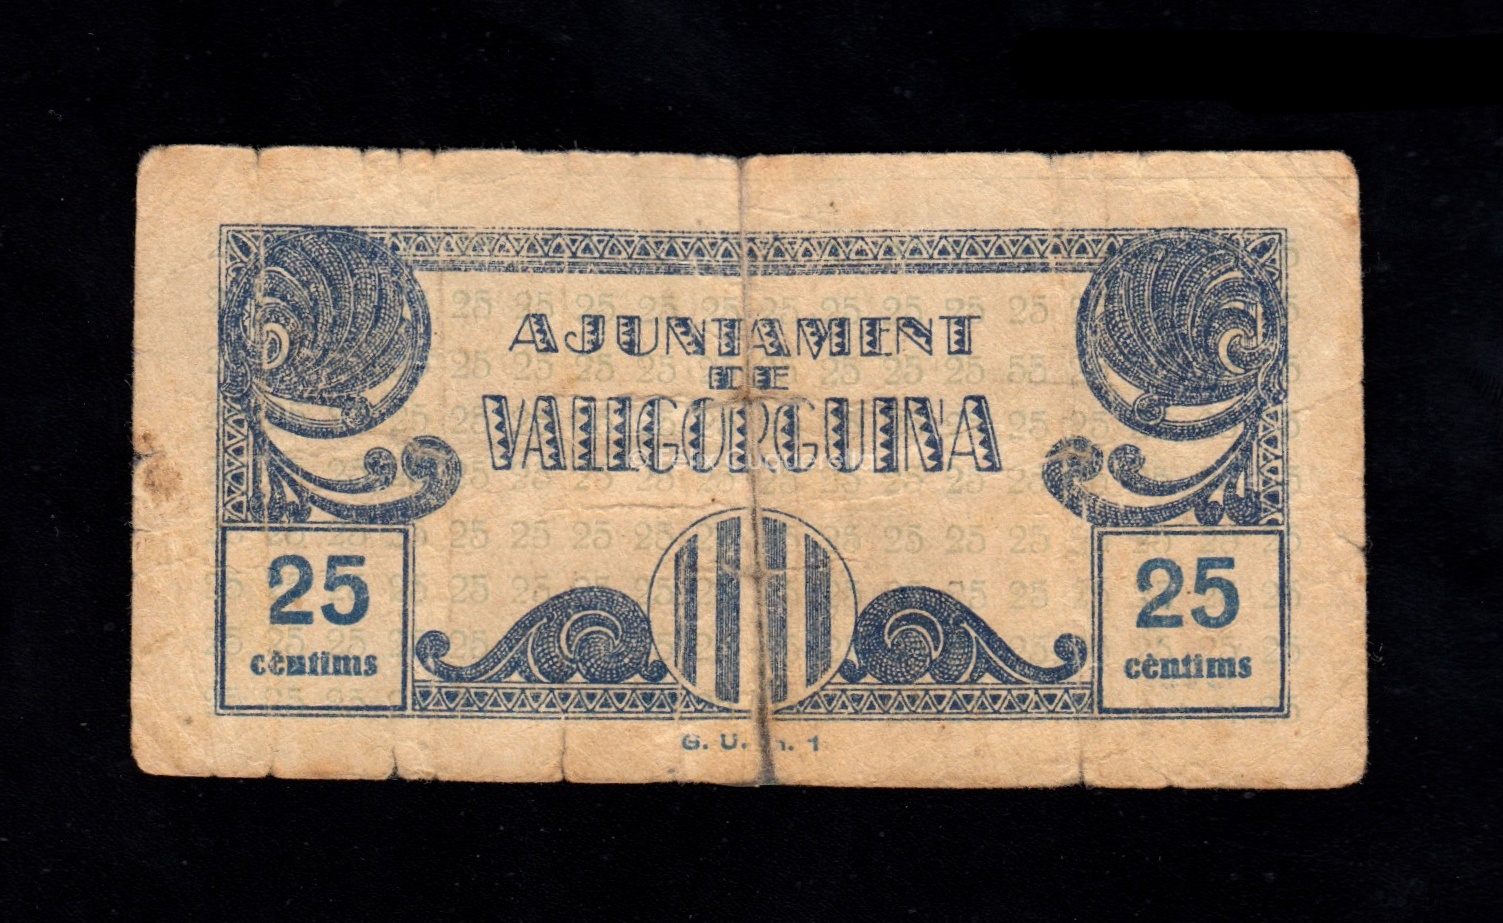 AJUNTAMENT
DE
VALLGORGUINA
25 25
cèntims cèntims
G. U. n. 1